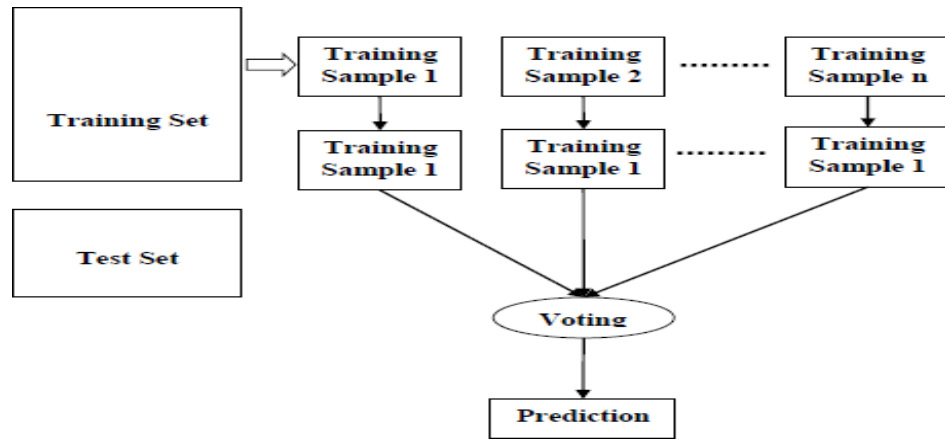 Training Set
Training
Sample 1
Training
Sample 2
Training
Sample n
Training
Sample 1
Training
Sample 1
Training
Sample 1
Test Set
Voting
Prediction